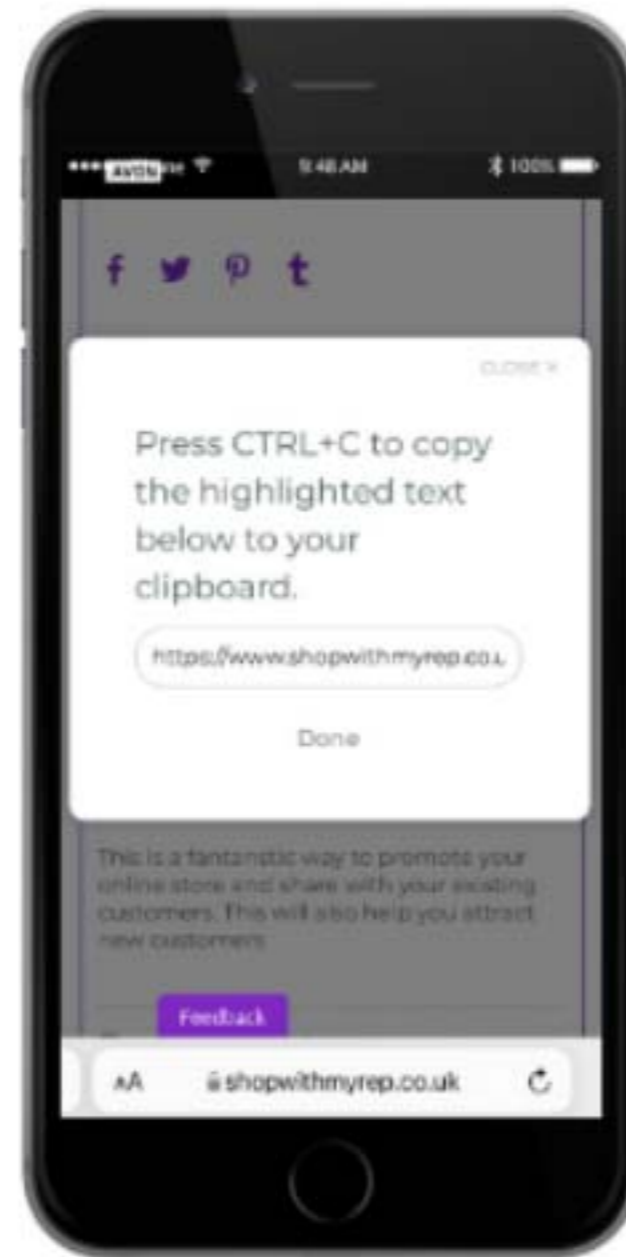 AVON ne 9:48 AM 100%
f t
CLOSE ×
Press CTRL+C to copy
the highlighted text
below to your
clipboard.
https://www.shopwithmyrep.co.u
Done
This is a fantanstic way to promote your
online store and share with your existing
customers. This will also help you attract
new customers
Feedback
AA shopwithmyrep.co.uk